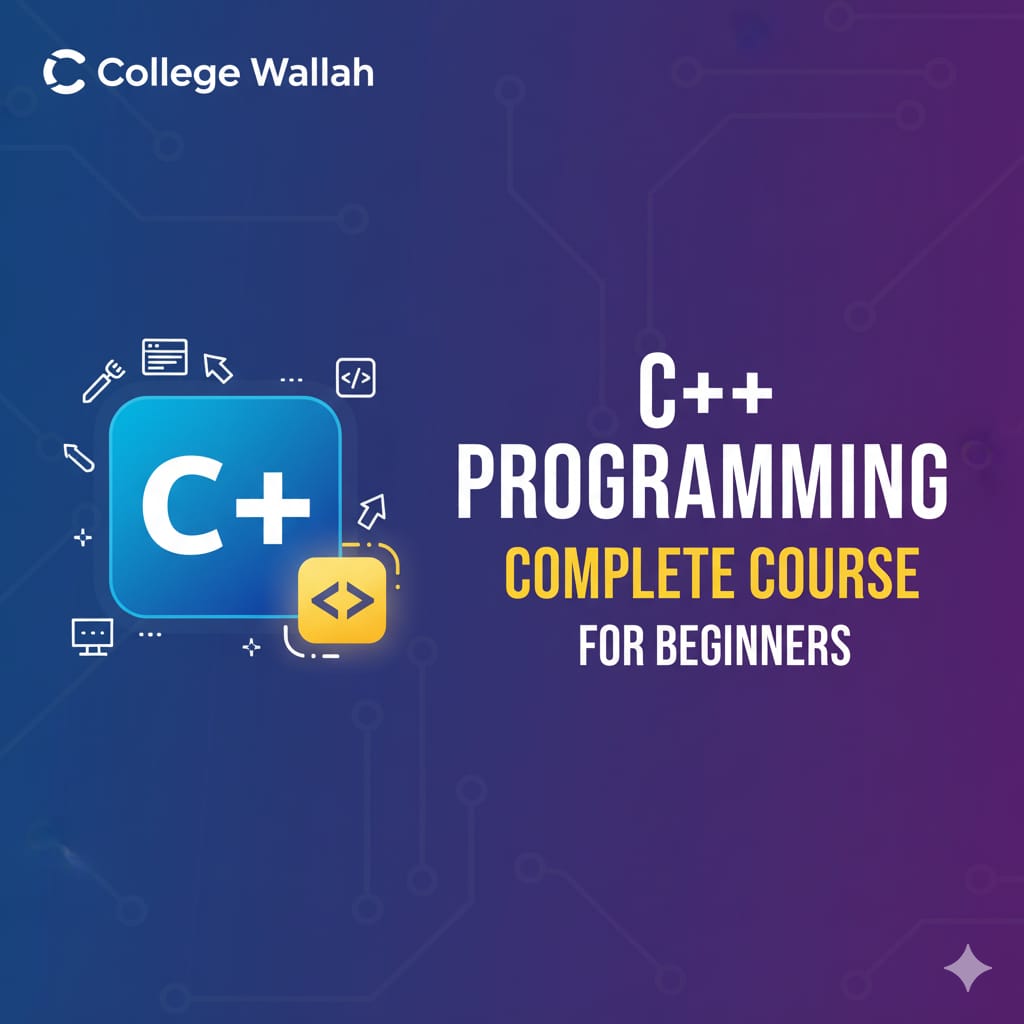 College Wallah
C++
PROGRAMMING
COMPLETE COURSE
FOR BEGINNERS
</>
C+
<>